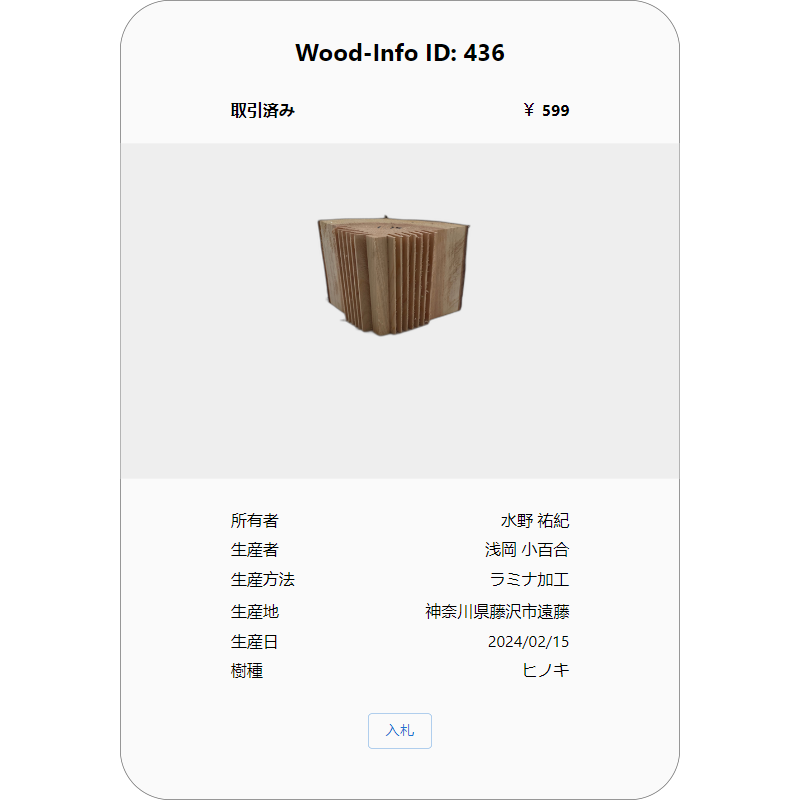 Wood-Info ID: 436
取引済み ¥ 599
所有者 水野 祐紀
生産者 浅岡 小百合
生産方法 ラミナ加工
生産地 神奈川県藤沢市遠藤
生産日 2024/02/15
樹種 ヒノキ
入札